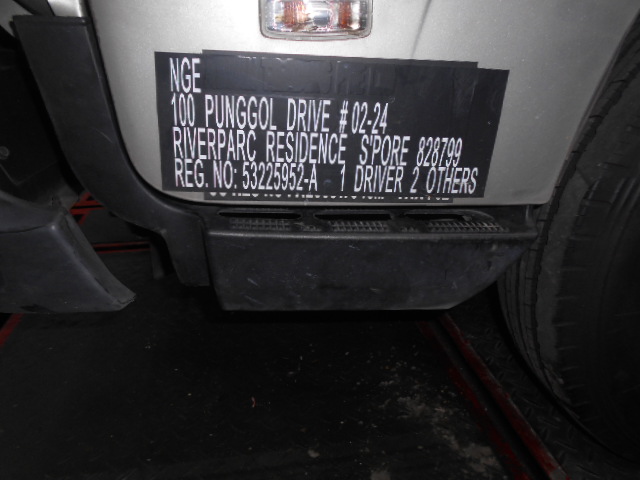 NGE
100 PUNGGOL DRIVE #02-24
RIVERPARC RESIDENCE S'PORE 828799
REG. NO: 53225952-A 1 DRIVER 2 OTHERS